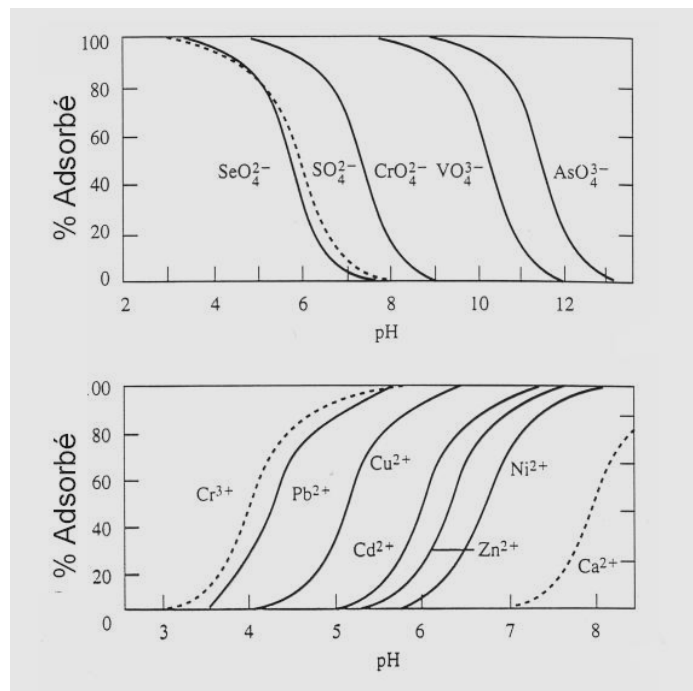 100
80
60
40
20
0
% Adsorbé
SeO₄²⁻ SO₄²⁻ CrO₄²⁻ VO₄³⁻ AsO₄³⁻
2 4 6 8 10 12
pH
00
80
60
40
20
0
% Adsorbé
Cr³⁺ Pb²⁺ Cu²⁺ Cd²⁺ Zn²⁺ Ni²⁺ Ca²⁺
3 4 5 6 7 8
pH